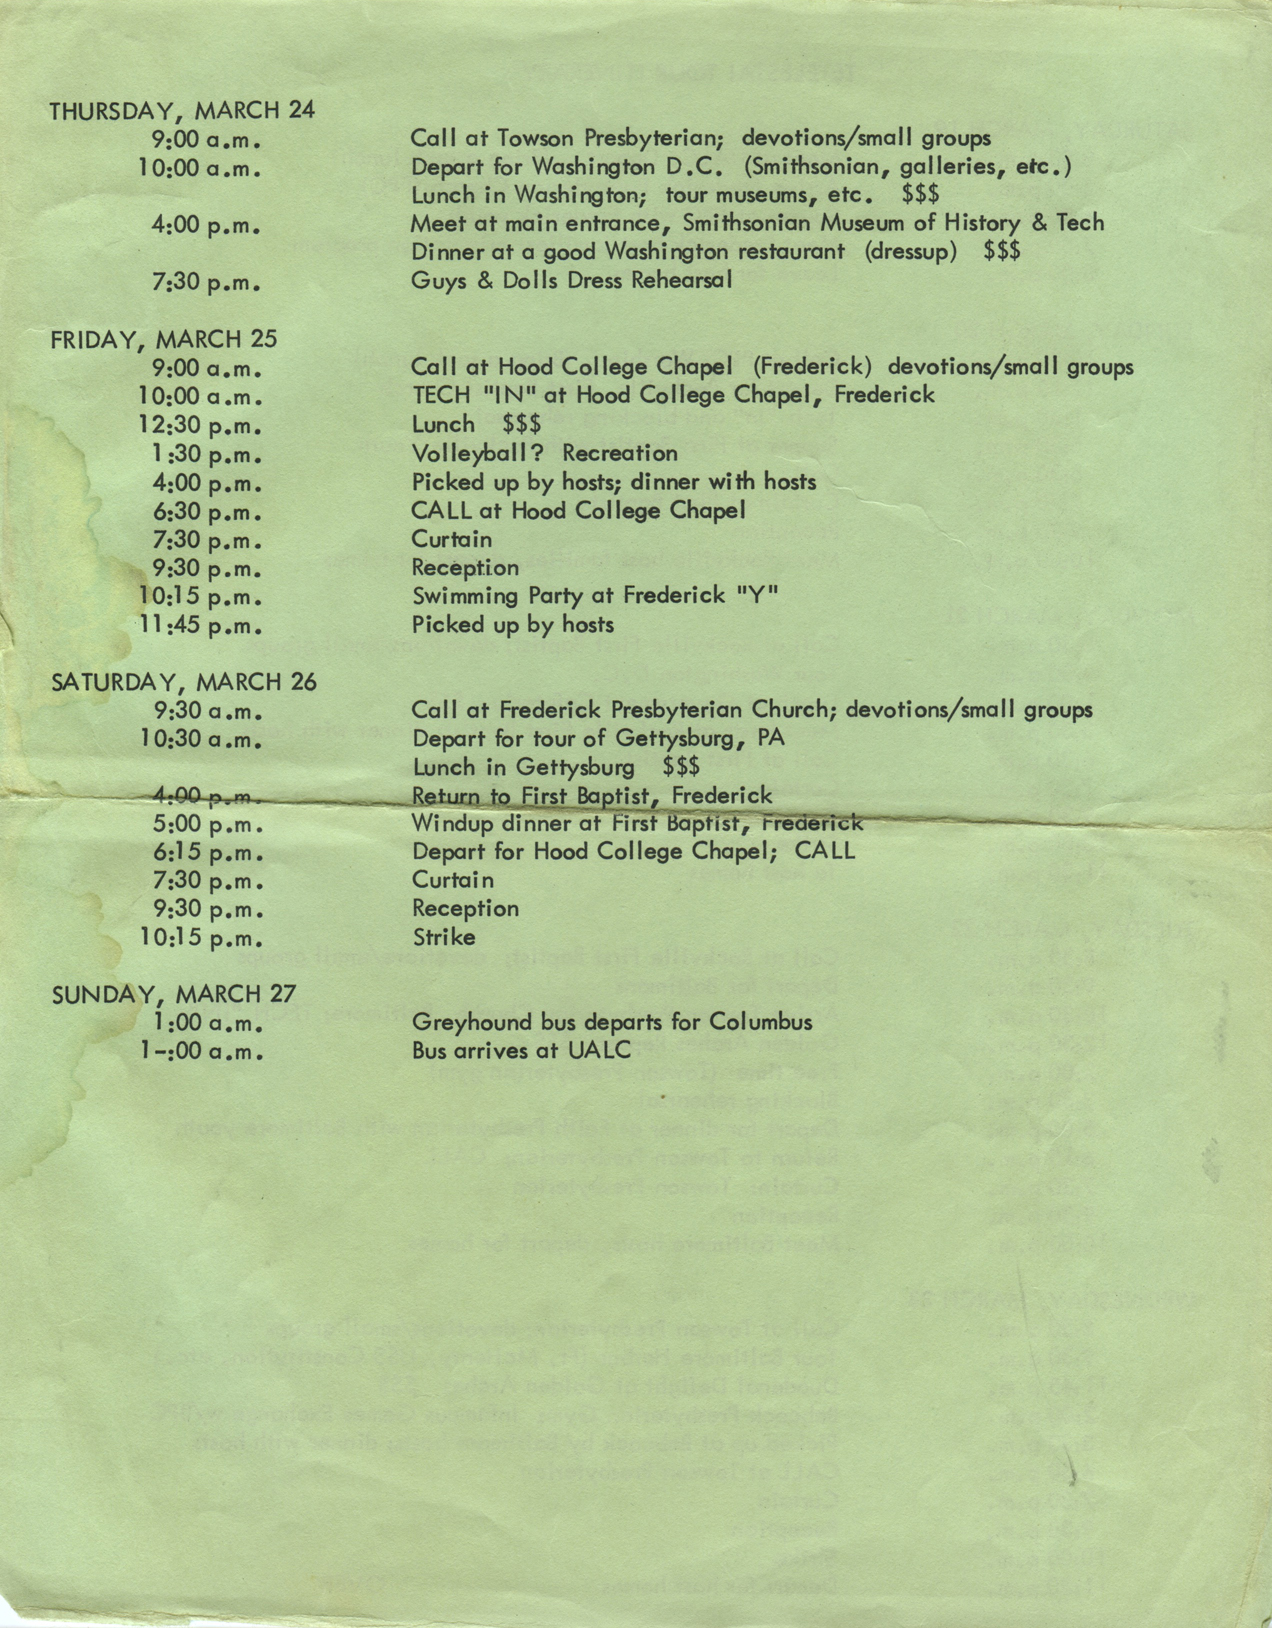 THURSDAY, MARCH 24
9:00 a.m. Call at Towson Presbyterian; devotions/small groups
10:00 a.m. Depart for Washington D.C. (Smithsonian, galleries, etc.)
Lunch in Washington; tour museums, etc. $$$
4:00 p.m. Meet at main entrance, Smithsonian Museum of History & Tech
Dinner at a good Washington restaurant (dressup) $$$
7:30 p.m. Guys & Dolls Dress Rehearsal
FRIDAY, MARCH 25
9:00 a.m. Call at Hood College Chapel (Frederick) devotions/small groups
10:00 a.m. TECH "IN" at Hood College Chapel, Frederick
12:30 p.m. Lunch $$$
1:30 p.m. Volleyball? Recreation
4:00 p.m. Picked up by hosts; dinner with hosts
6:30 p.m. CALL at Hood College Chapel
7:30 p.m. Curtain
9:30 p.m. Reception
10:15 p.m. Swimming Party at Frederick "Y"
11:45 p.m. Picked up by hosts
SATURDAY, MARCH 26
9:30 a.m. Call at Frederick Presbyterian Church; devotions/small groups
10:30 a.m. Depart for tour of Gettysburg, PA
Lunch in Gettysburg $$$
4:00 p.m. Return to First Baptist, Frederick
5:00 p.m. Windup dinner at First Baptist, Frederick
6:15 p.m. Depart for Hood College Chapel; CALL
7:30 p.m. Curtain
9:30 p.m. Reception
10:15 p.m. Strike
SUNDAY, MARCH 27
1:00 a.m. Greyhound bus departs for Columbus
1-:00 a.m. Bus arrives at UALC